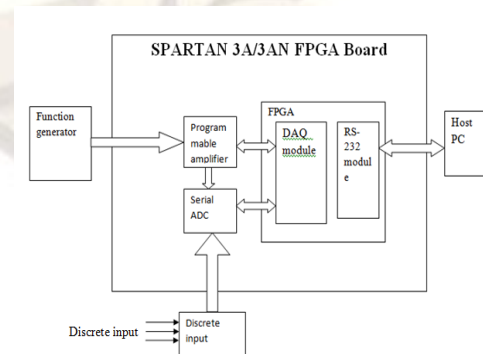 SPARTAN 3A/3AN FPGA Board
Function
generator
Program
mable
amplifier
FPGA
DAQ
module
RS-
232
modul
e
Host
PC
Serial
ADC
Discrete input
Discrete
input